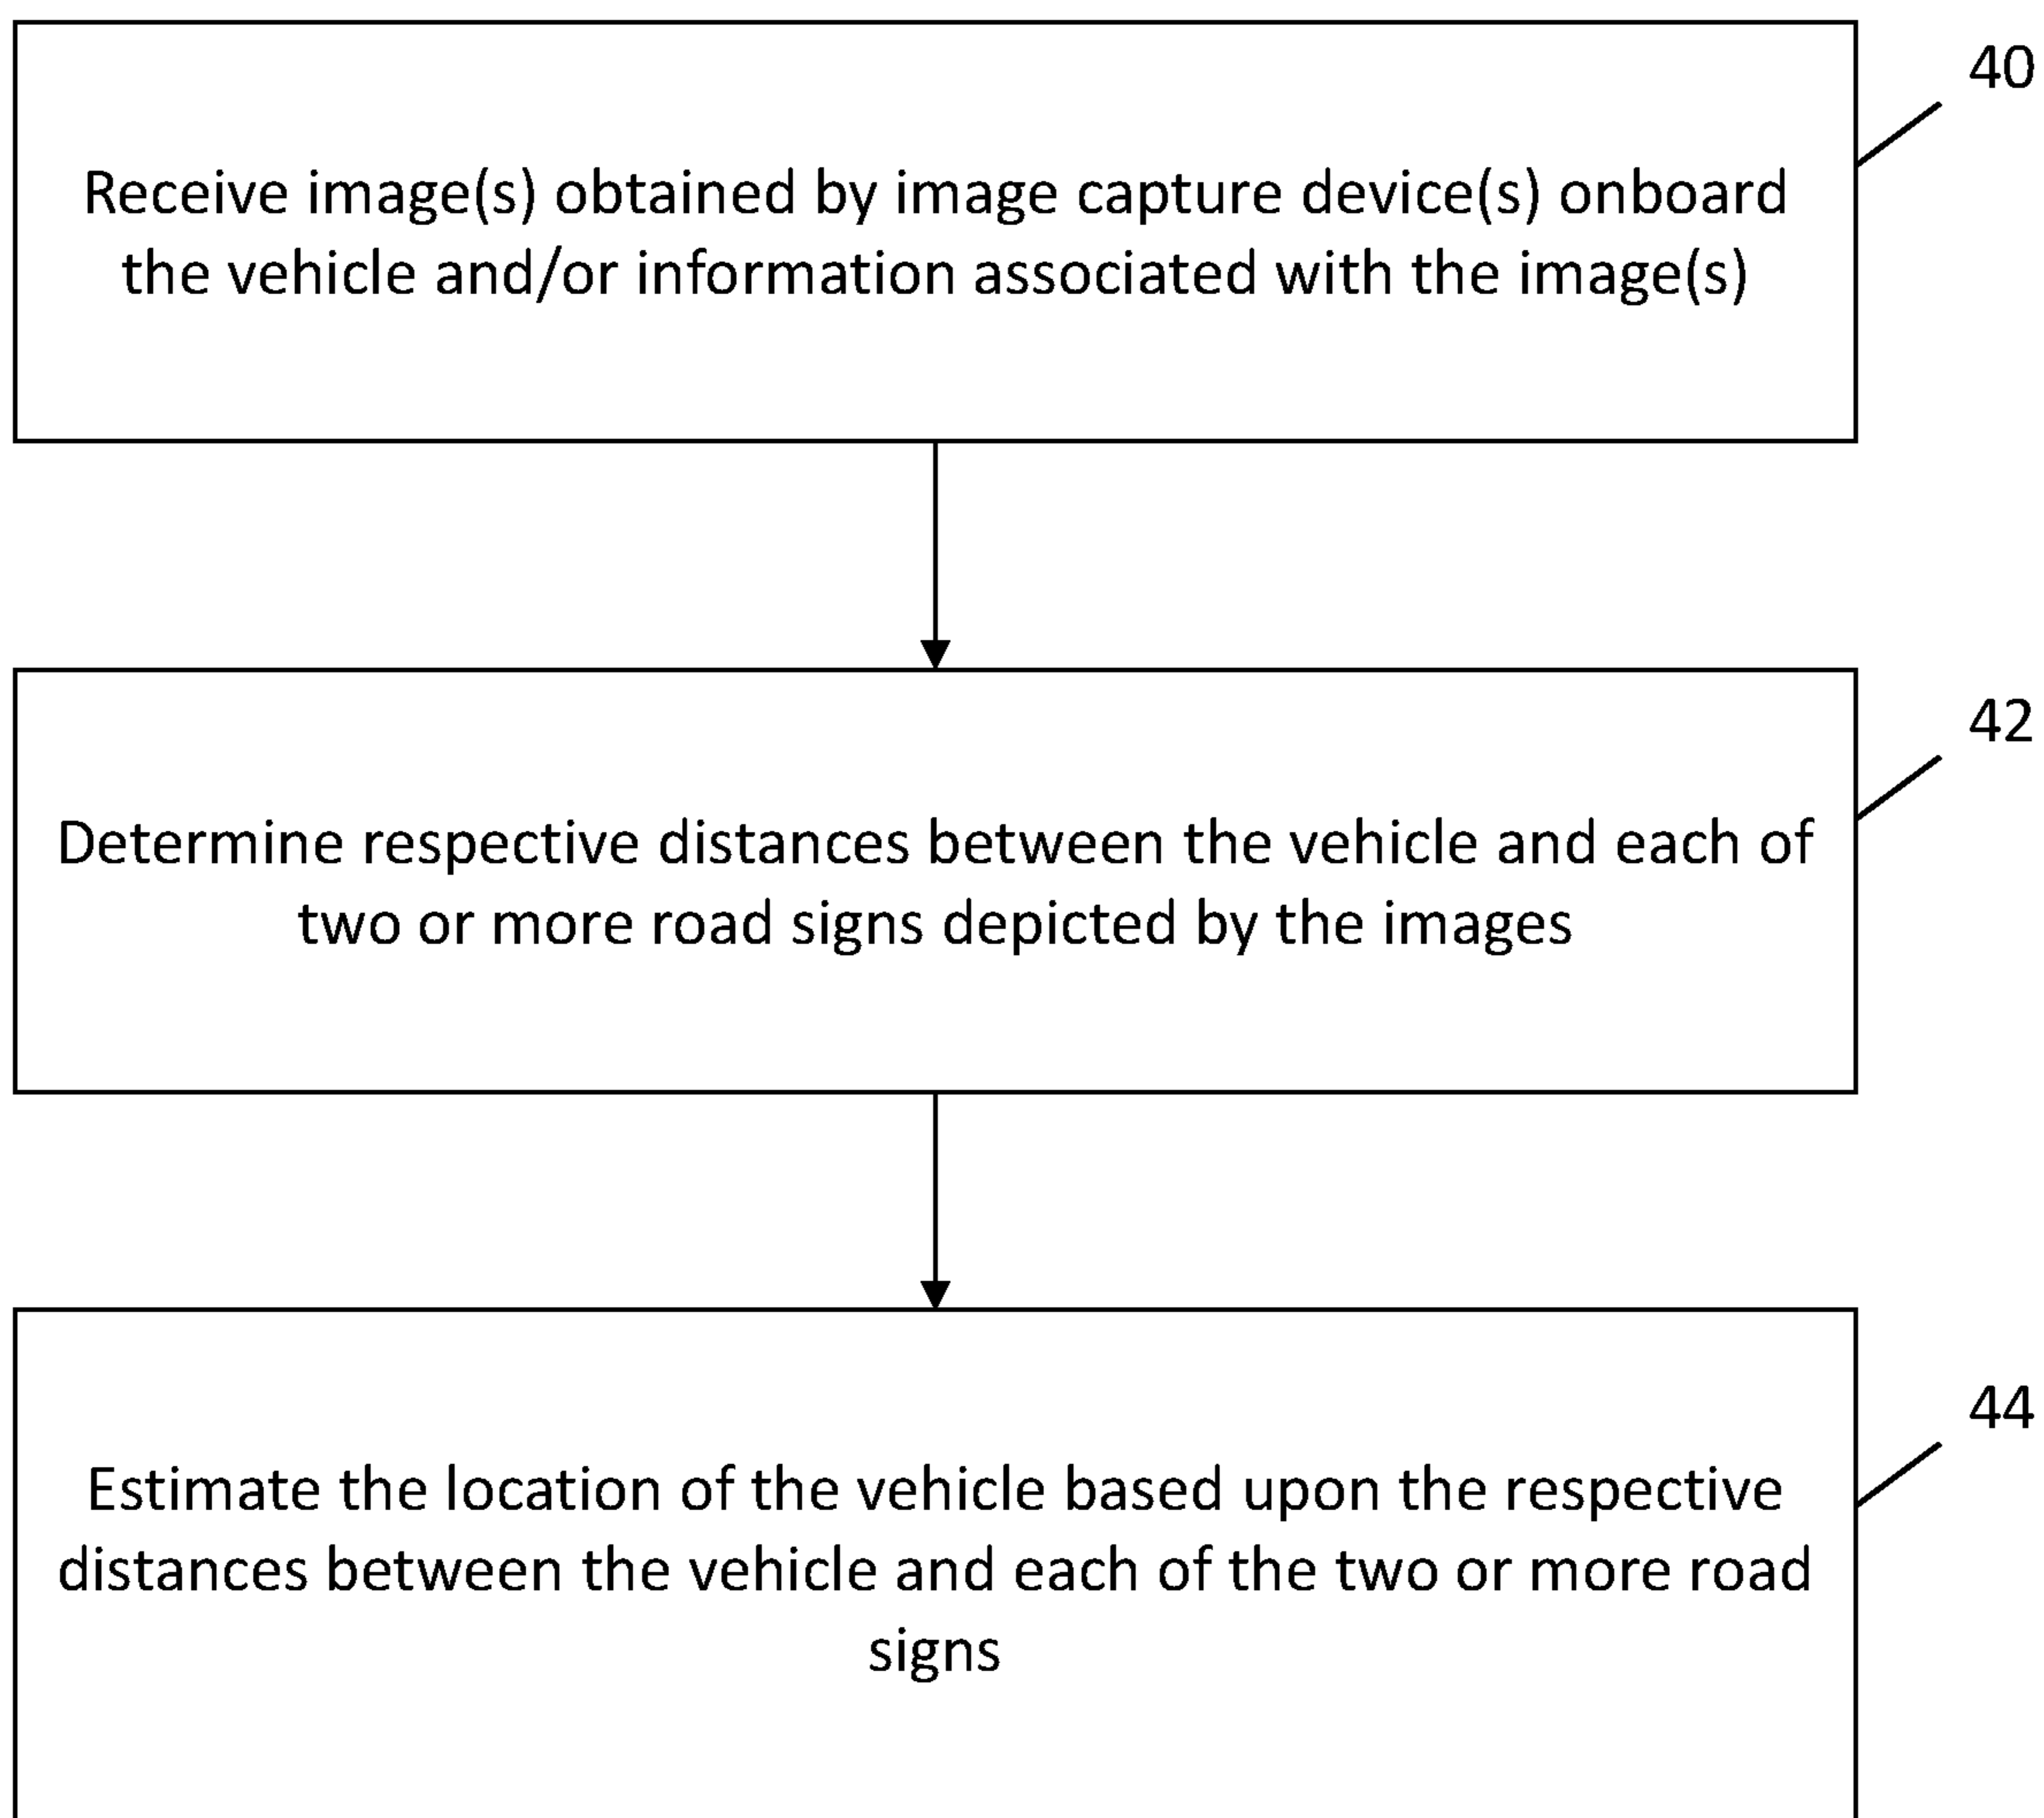 40
Receive image(s) obtained by image capture device(s) onboard
the vehicle and/or information associated with the image(s)
42
Determine respective distances between the vehicle and each of
two or more road signs depicted by the images
44
Estimate the location of the vehicle based upon the respective
distances between the vehicle and each of the two or more road
signs